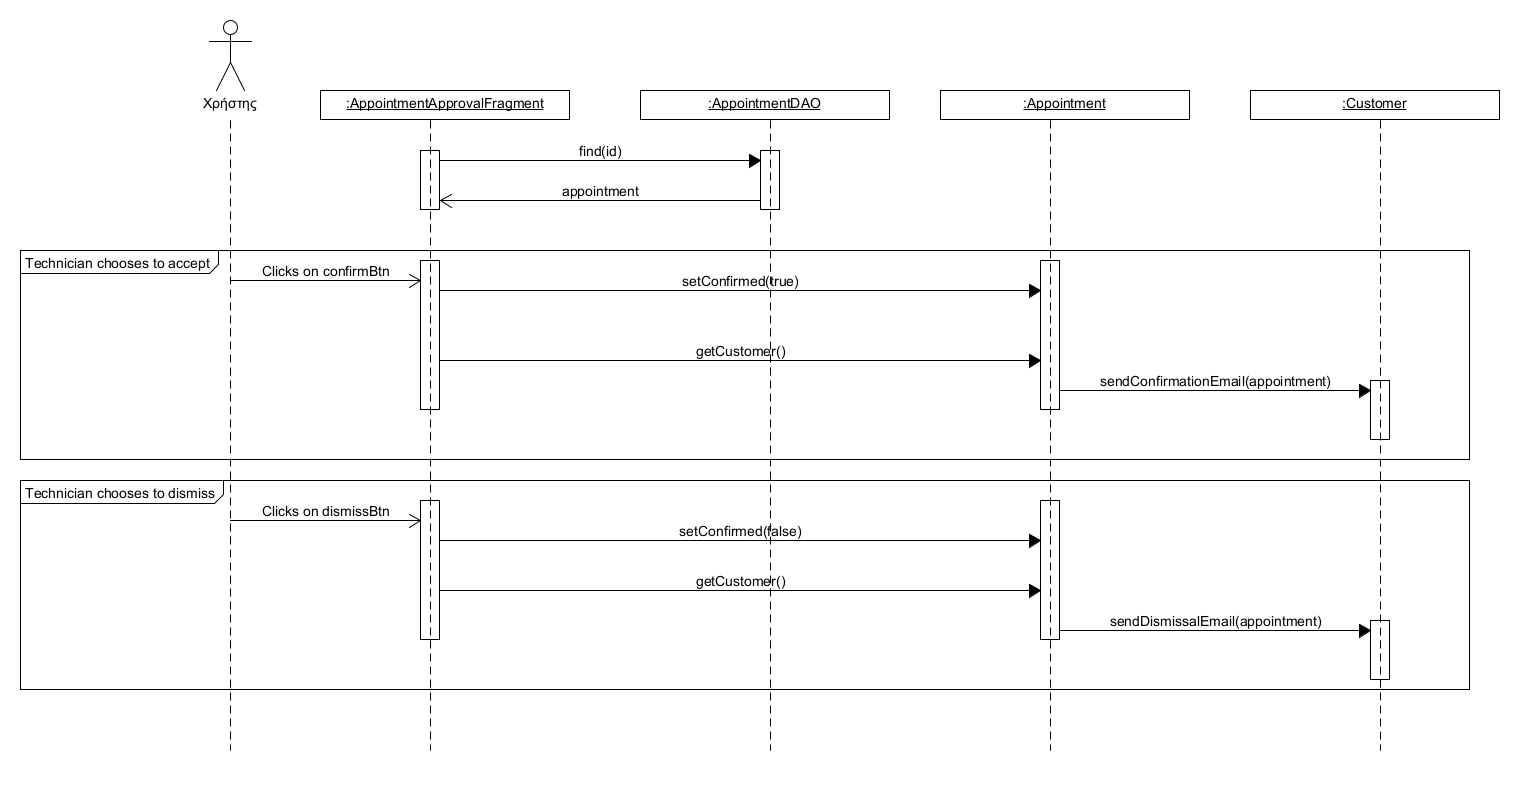 Χρήστης
:AppointmentApprovalFragment
:AppointmentDAO
:Appointment
:Customer
find(id)
appointment
Technician chooses to accept
Clicks on confirmBtn
setConfirmed(true)
getCustomer()
sendConfirmationEmail(appointment)
Technician chooses to dismiss
Clicks on dismissBtn
setConfirmed(false)
getCustomer()
sendDismissalEmail(appointment)